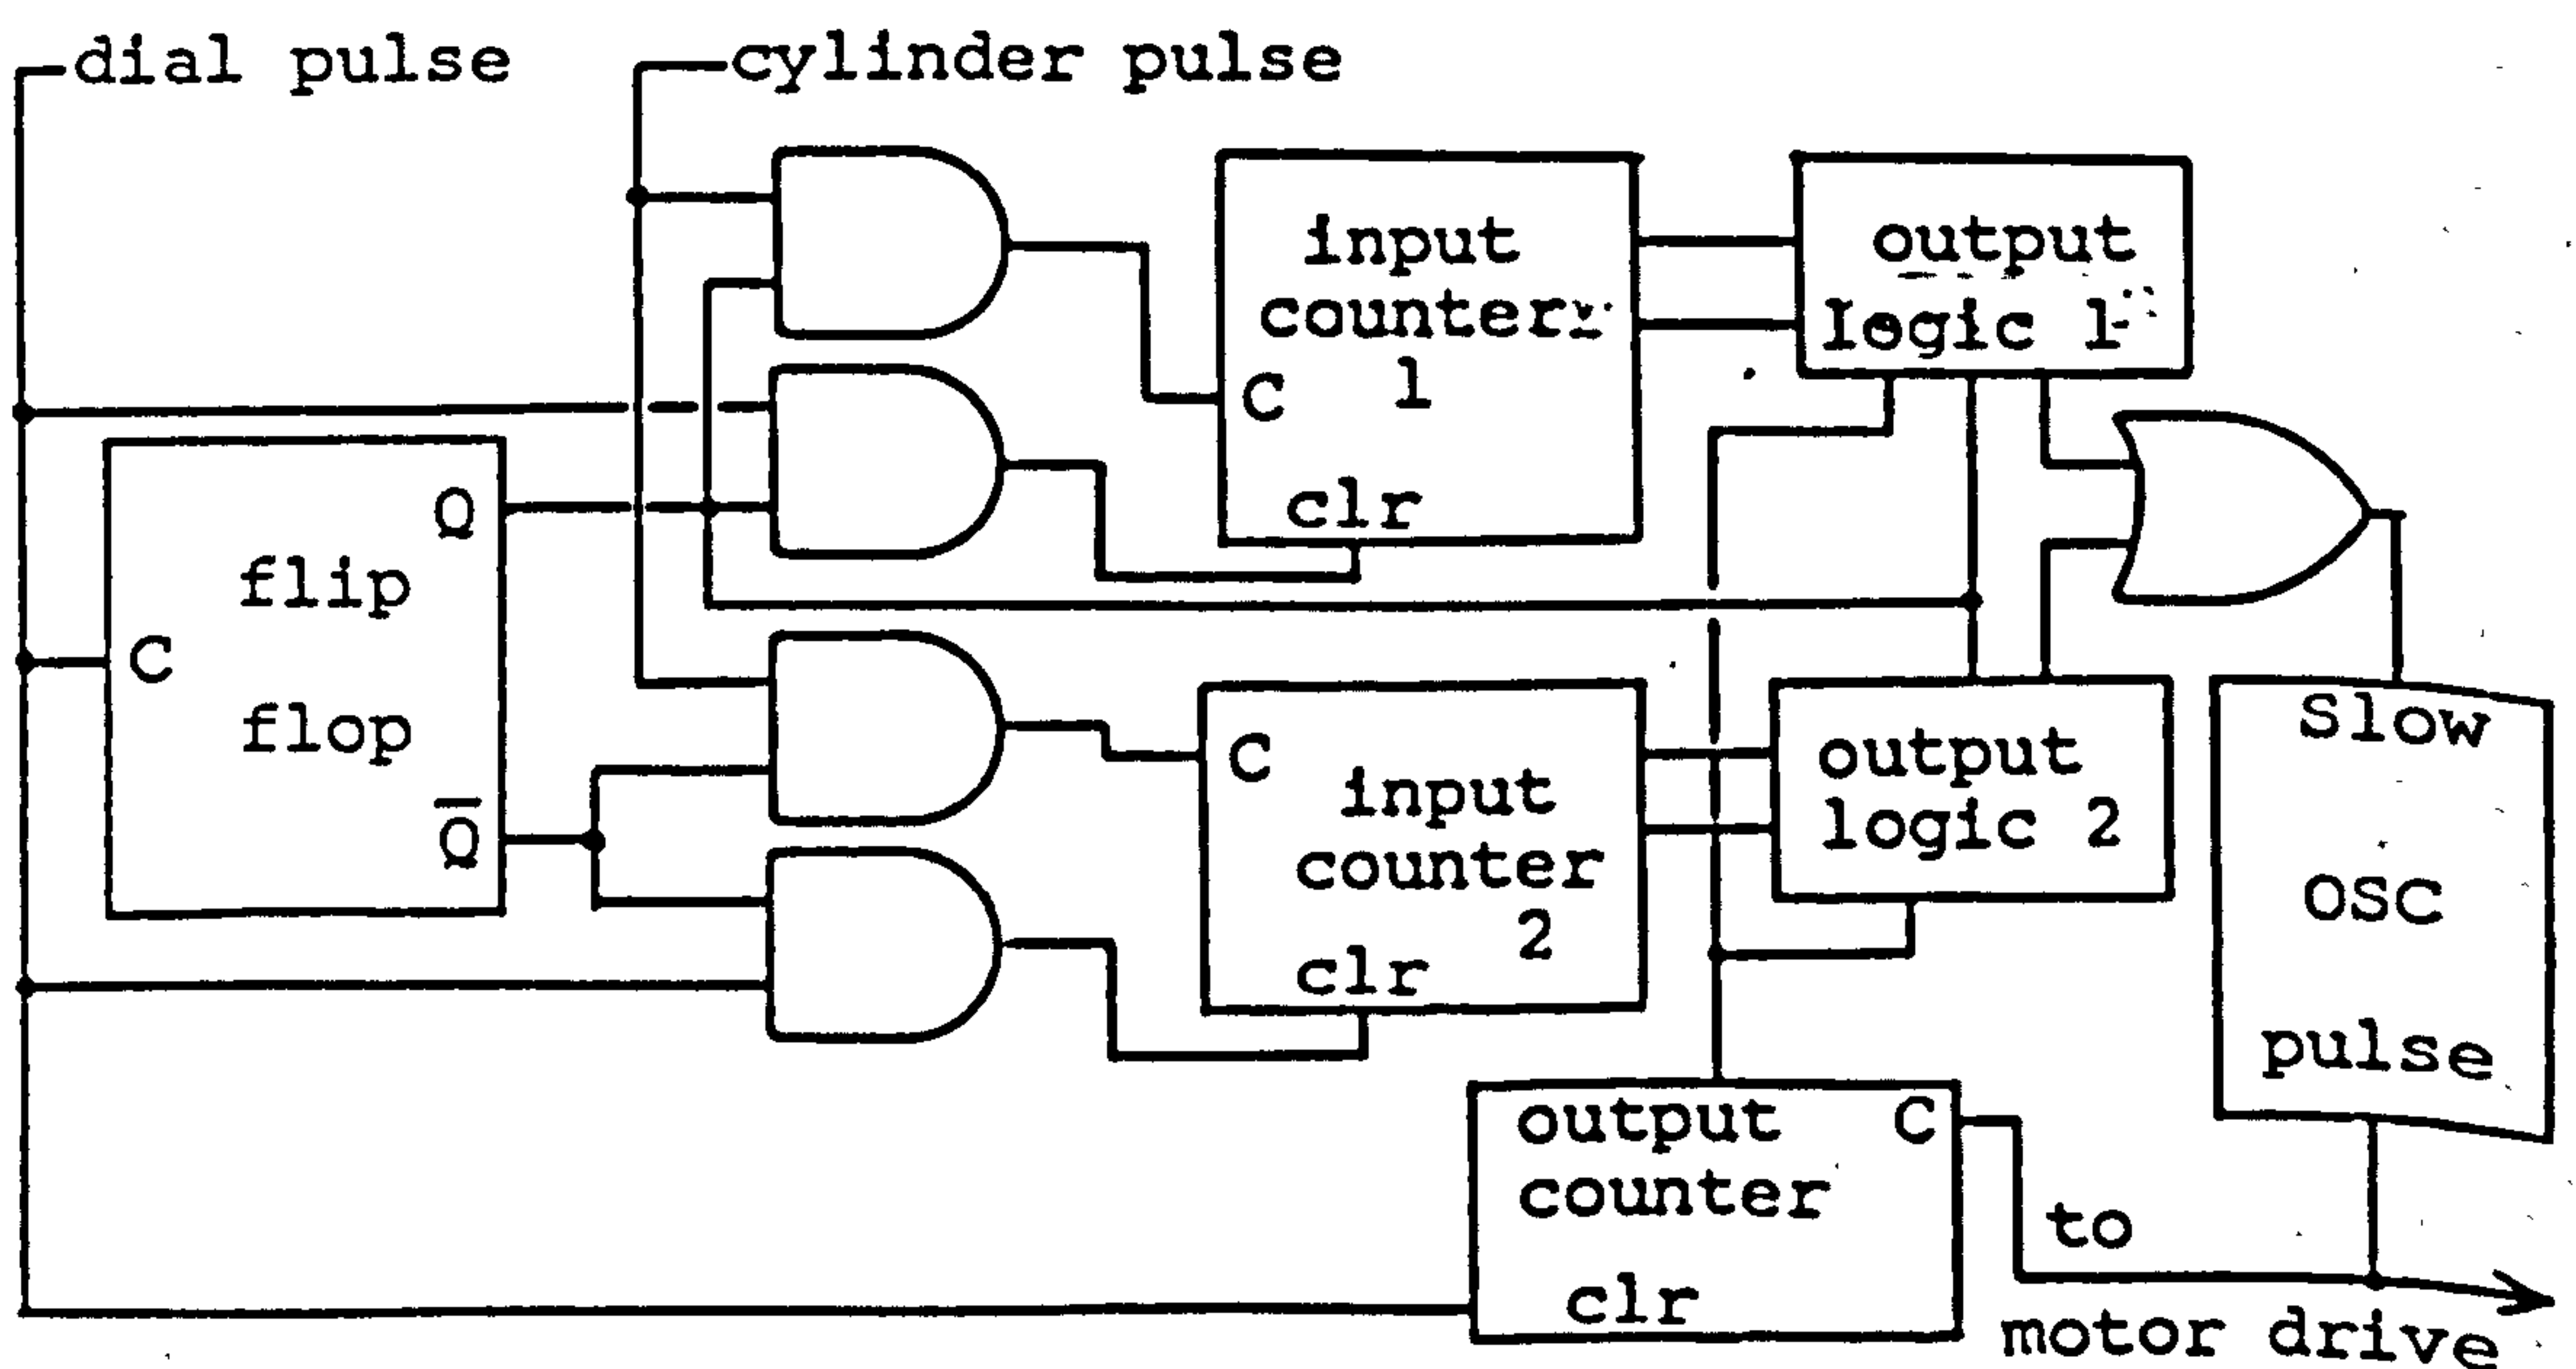 dial pulse
cylinder pulse
input
counter
1
C
clr
output
logic 1
Q
flip
flop
C
Q̅
C
input
counter
2
clr
output
logic 2
Slow
OSC
pulse
output
counter
C
clr
to
motor drive